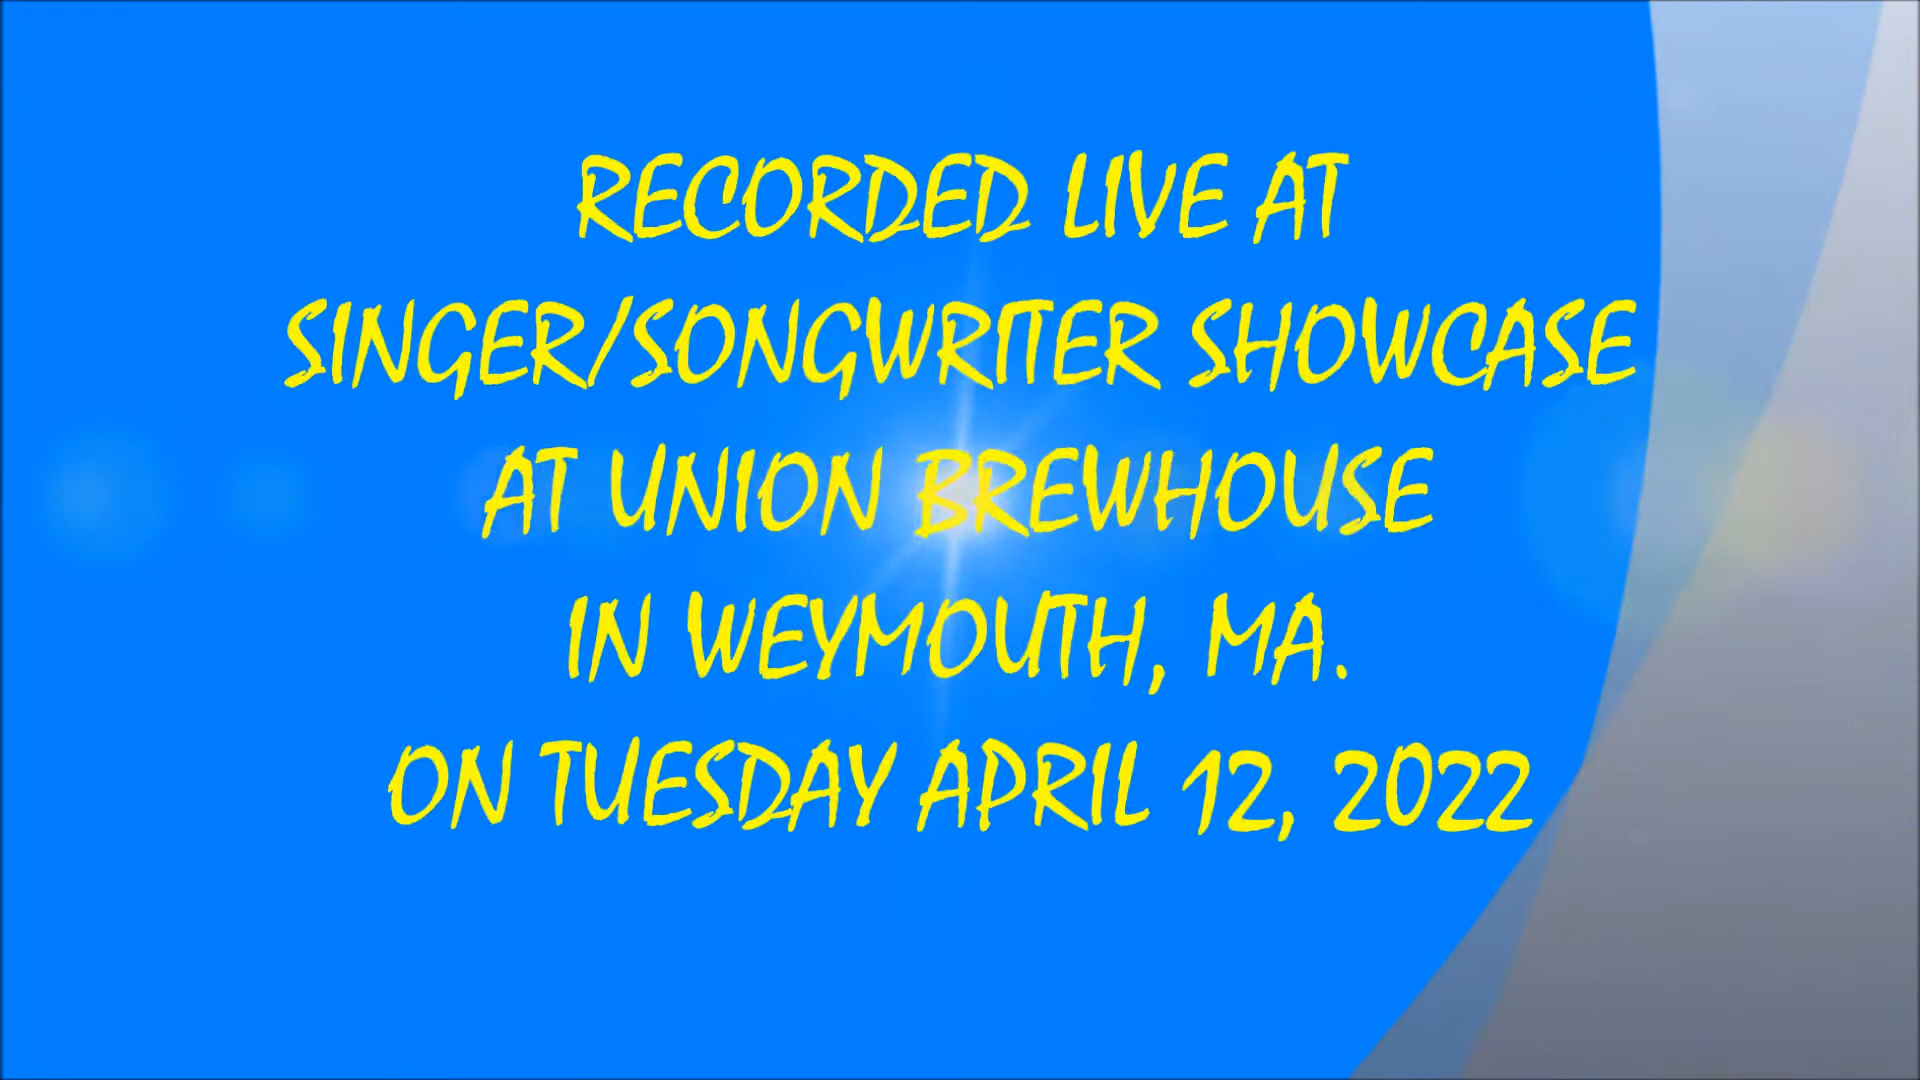 RECORDED LIVE AT
SINGER/SONGWRITER SHOWCASE
AT UNION BREWHOUSE
IN WEYMOUTH, MA.
ON TUESDAY APRIL 12, 2022